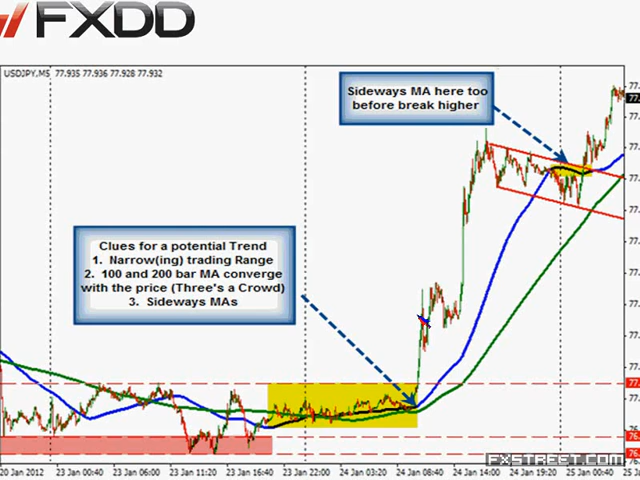 FXDD
USDJPY,M5 77.935 77.936 77.928 77.932
Sideways MA here too
before break higher
Clues for a potential Trend
1. Narrow(ing) trading Range
2. 100 and 200 bar MA converge
with the price (Three's a Crowd)
3. Sideways MAs
FXSTREET.COM
20 Jan 2012 23 Jan 00:40 23 Jan 06:00 23 Jan 11:20 23 Jan 16:40 23 Jan 22:00 24 Jan 03:20 24 Jan 08:40 24 Jan 14:00 24 Jan 19:20 25 Jan 00:40